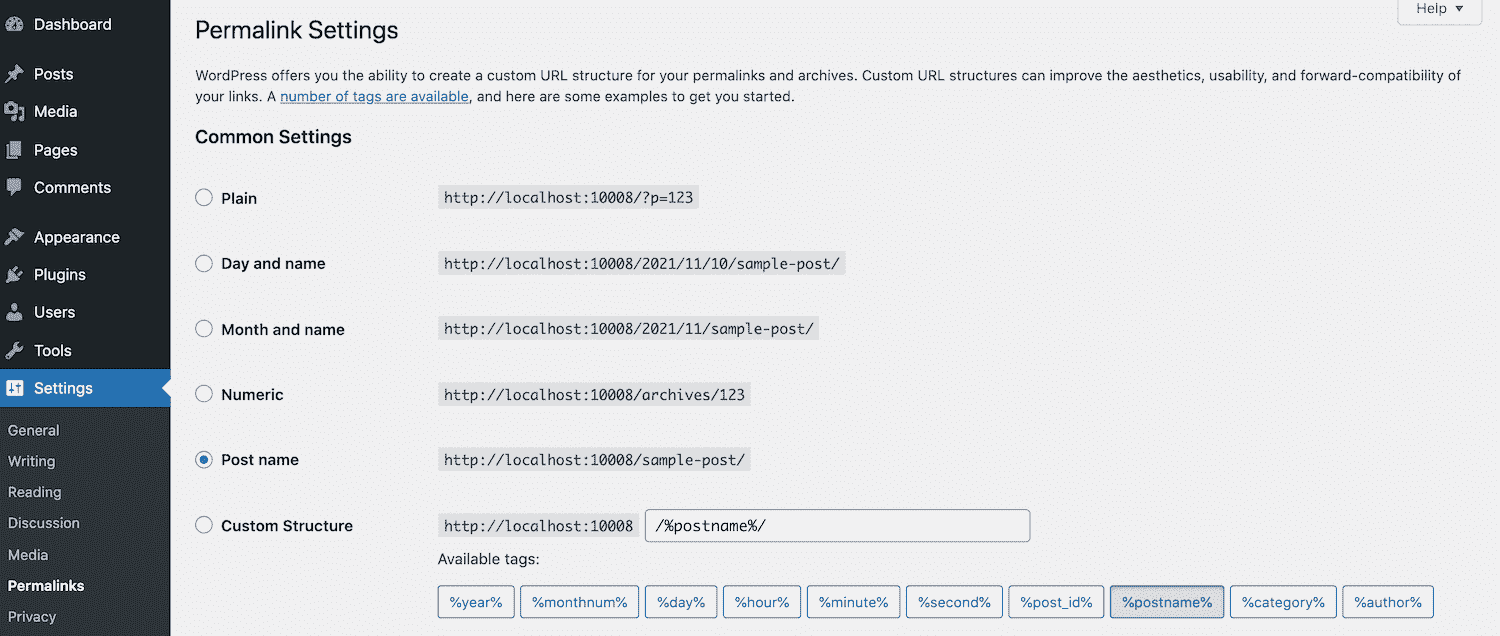 Dashboard
Posts
Media
Pages
Comments
Appearance
Plugins
Users
Tools
Settings
General
Writing
Reading
Discussion
Media
Permalinks
Privacy
Help
Permalink Settings
WordPress offers you the ability to create a custom URL structure for your permalinks and archives. Custom URL structures can improve the aesthetics, usability, and forward-compatibility of
your links. A number of tags are available, and here are some examples to get you started.
Common Settings
Plain http://localhost:10008/?p=123
Day and name http://localhost:10008/2021/11/10/sample-post/
Month and name http://localhost:10008/2021/11/sample-post/
Numeric http://localhost:10008/archives/123
Post name http://localhost:10008/sample-post/
Custom Structure http://localhost:10008 /%postname%/
Available tags:
%year% %monthnum% %day% %hour% %minute% %second% %post_id% %postname% %category% %author%